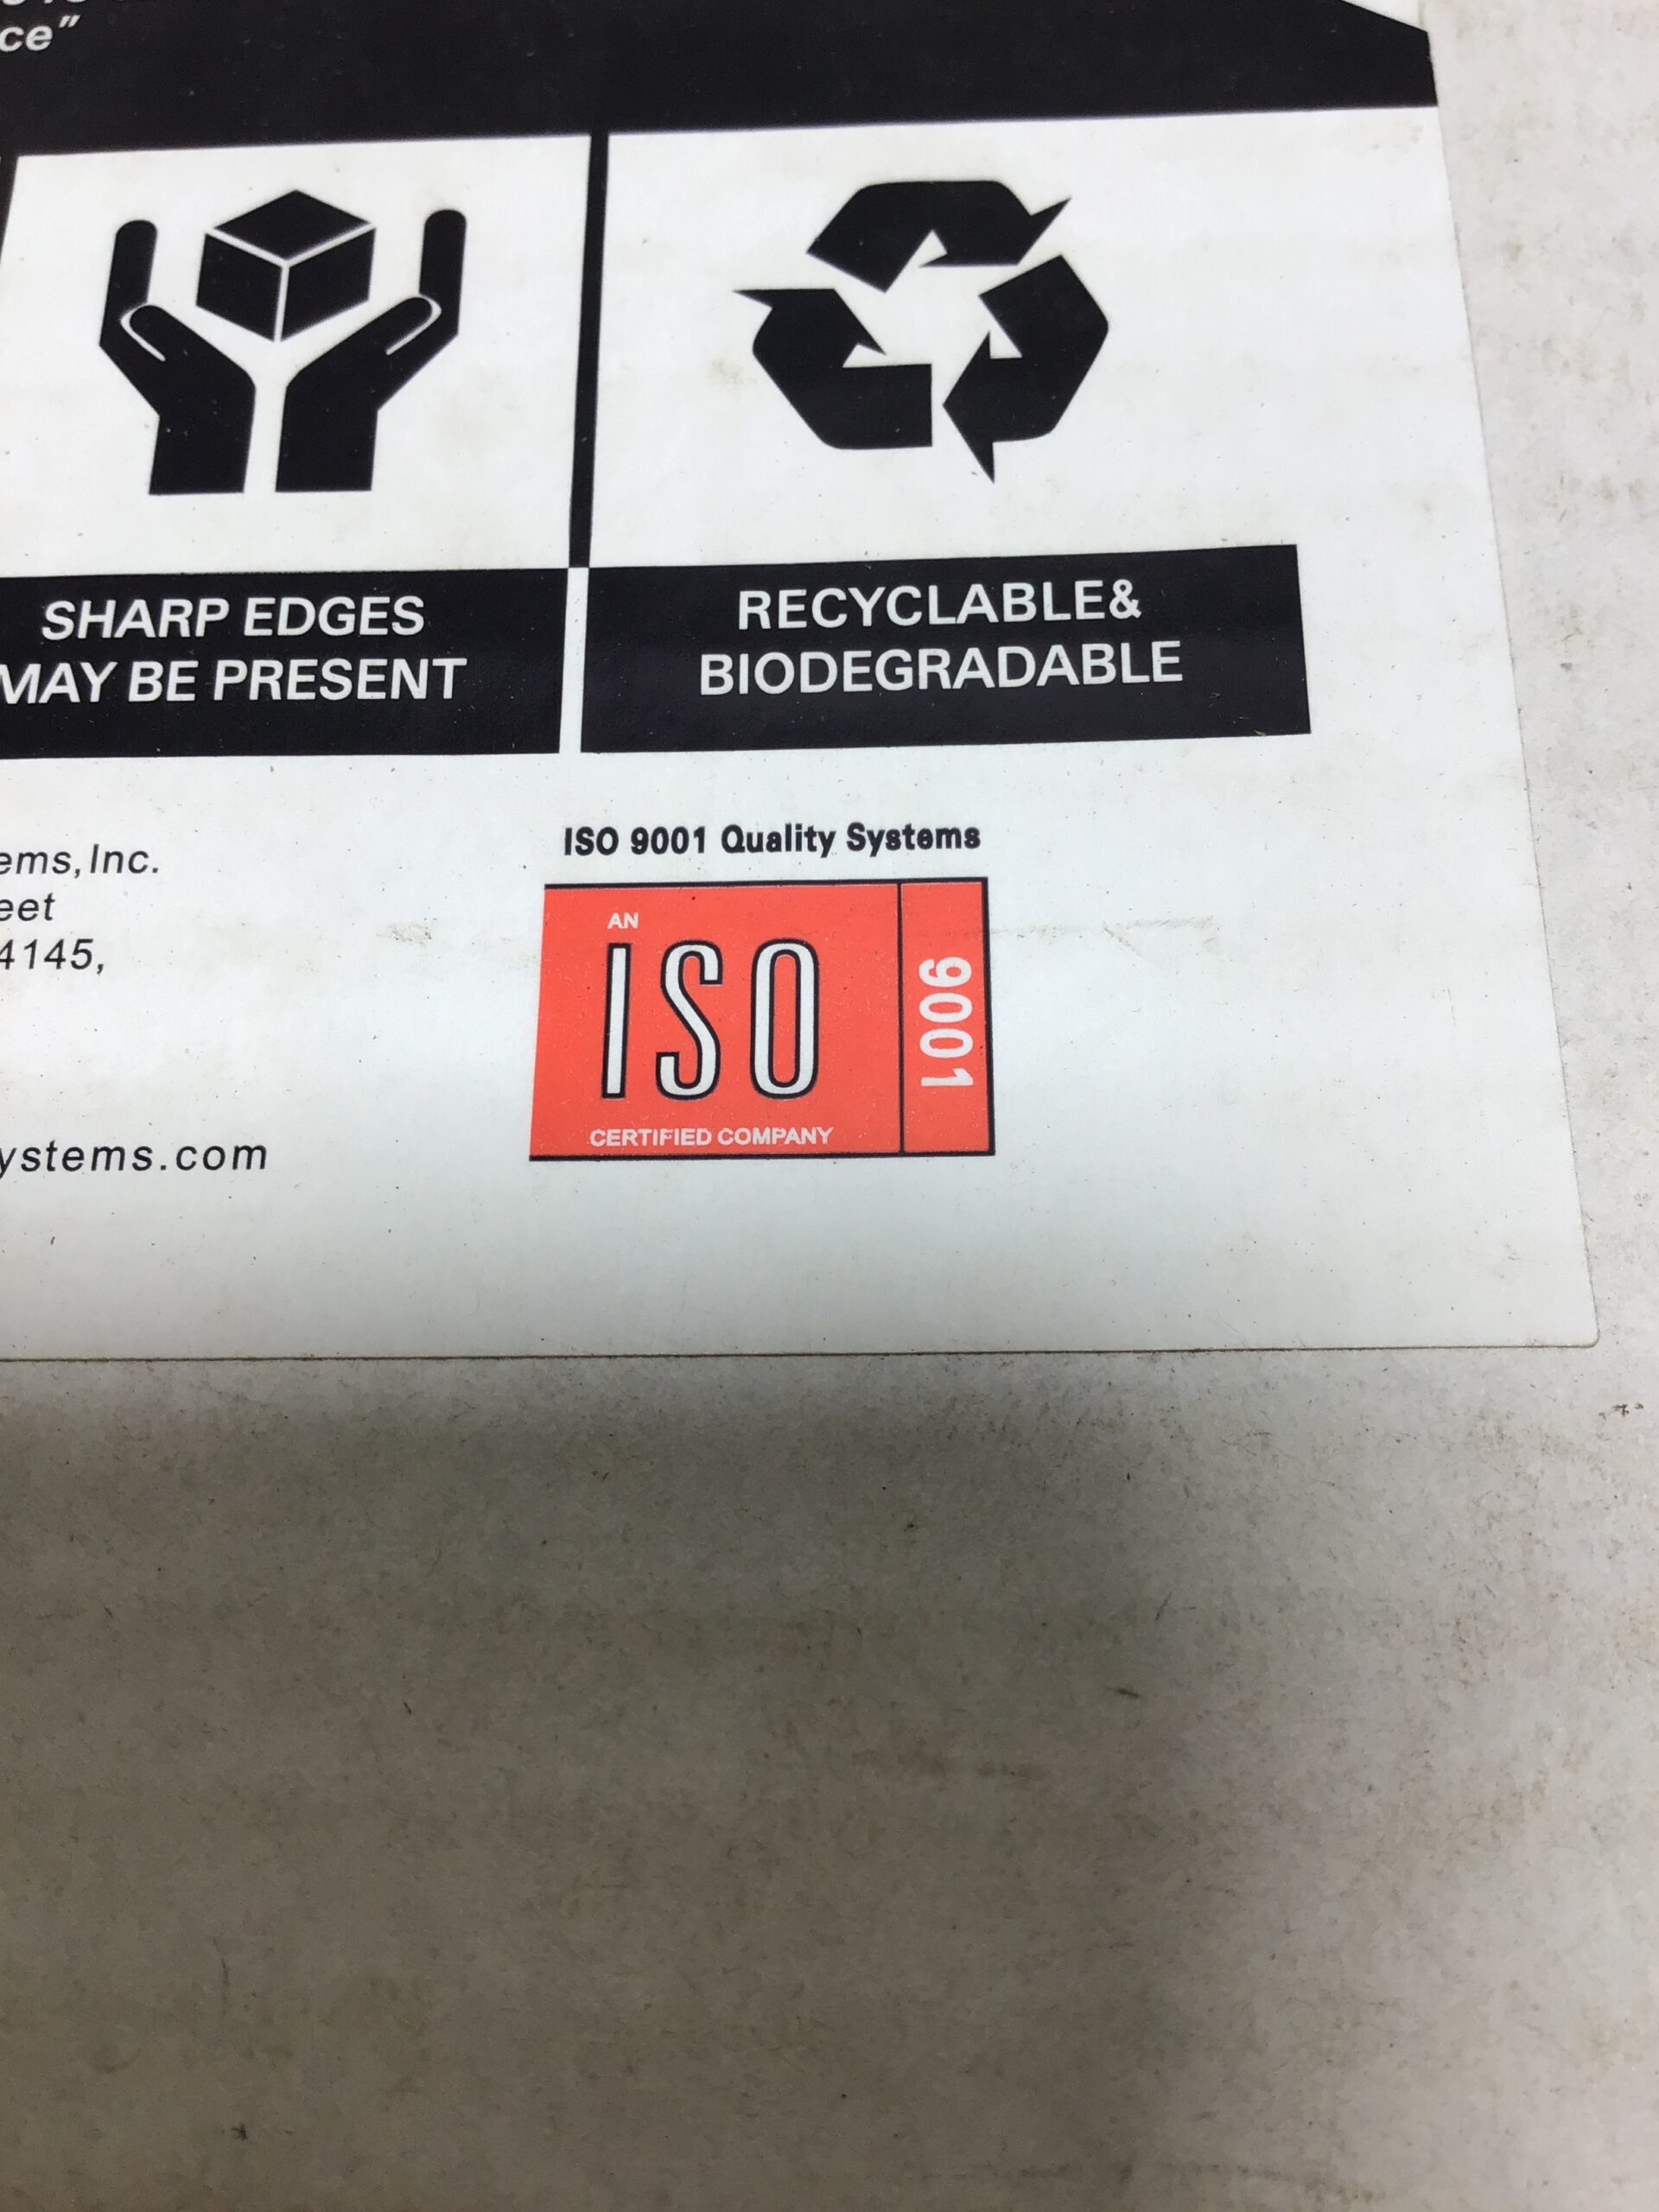 ce"
SHARP EDGES
MAY BE PRESENT
RECYCLABLE&
BIODEGRADABLE
ems,Inc.
eet
4145,
ystems.com
ISO 9001 Quality Systems
AN
ISO
CERTIFIED COMPANY
9001